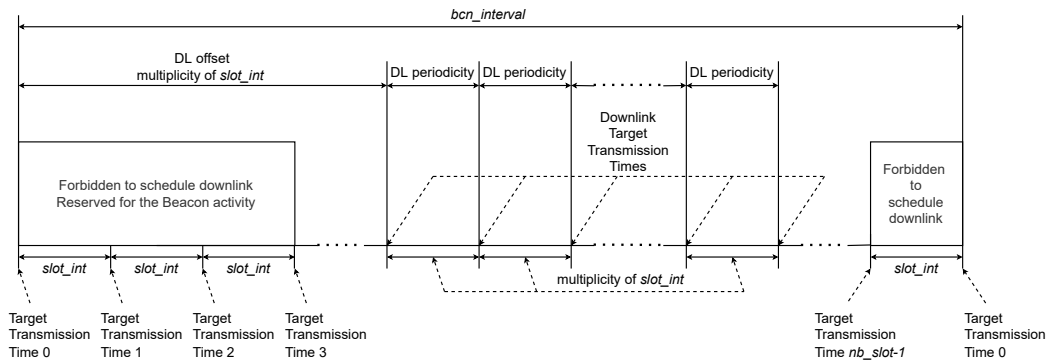 bcn_interval
DL offset
multiplicity of slot_int
DL periodicity
DL periodicity
DL periodicity
Downlink
Target
Transmission
Times
Forbidden to schedule downlink
Reserved for the Beacon activity
Forbidden
to
schedule
downlink
slot_int
slot_int
slot_int
multiplicity of slot_int
slot_int
Target
Transmission
Time 0
Target
Transmission
Time 1
Target
Transmission
Time 2
Target
Transmission
Time 3
Target
Transmission
Time nb_slot-1
Target
Transmission
Time 0